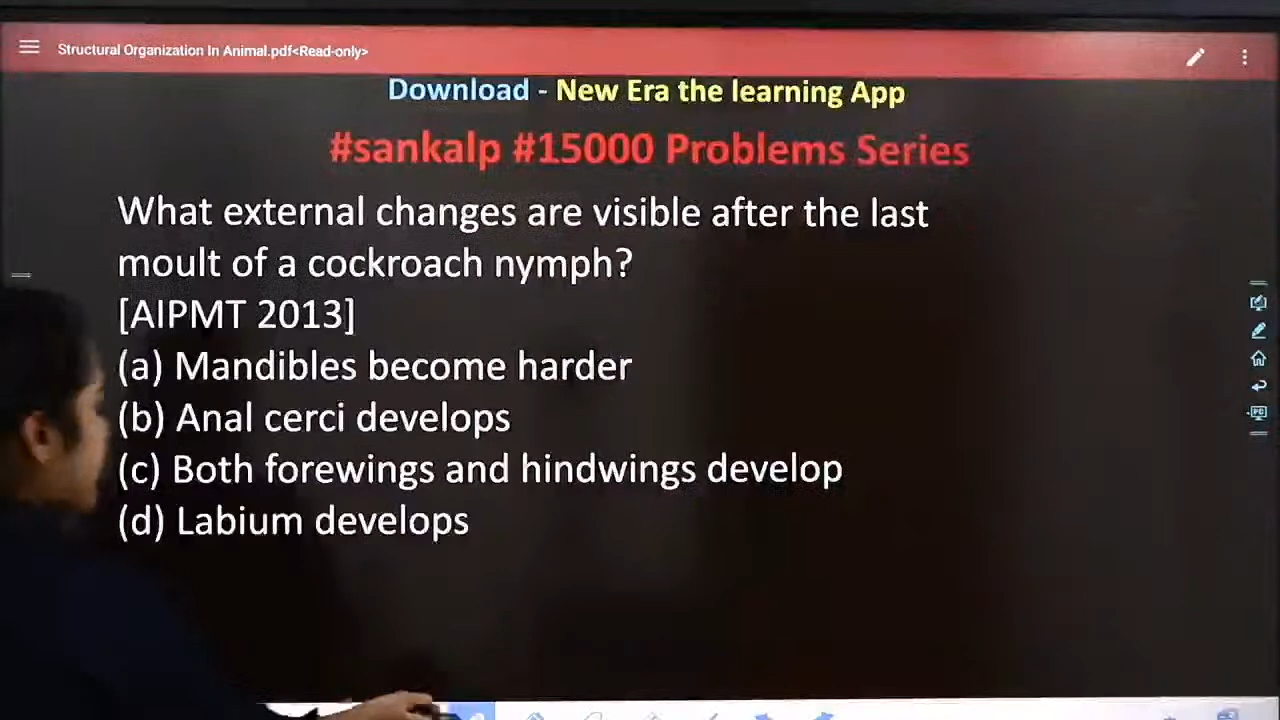 Structural Organization In Animal.pdf<Read-only>
Download - New Era the learning App
#sankalp #15000 Problems Series
What external changes are visible after the last
moult of a cockroach nymph?
[AIPMT 2013]
(a) Mandibles become harder
(b) Anal cerci develops
(c) Both forewings and hindwings develop
(d) Labium develops